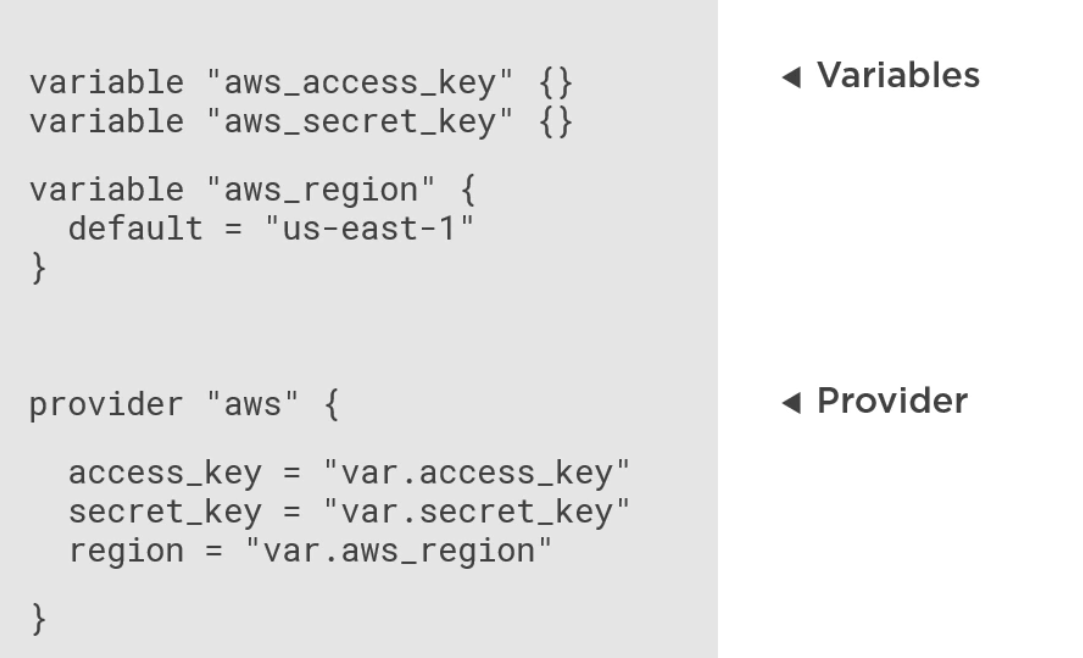 variable "aws_access_key" {}
variable "aws_secret_key" {}
variable "aws_region" {
  default = "us-east-1"
}
provider "aws" {
  access_key = "var.access_key"
  secret_key = "var.secret_key"
  region = "var.aws_region"
}
◄ Variables
◄ Provider